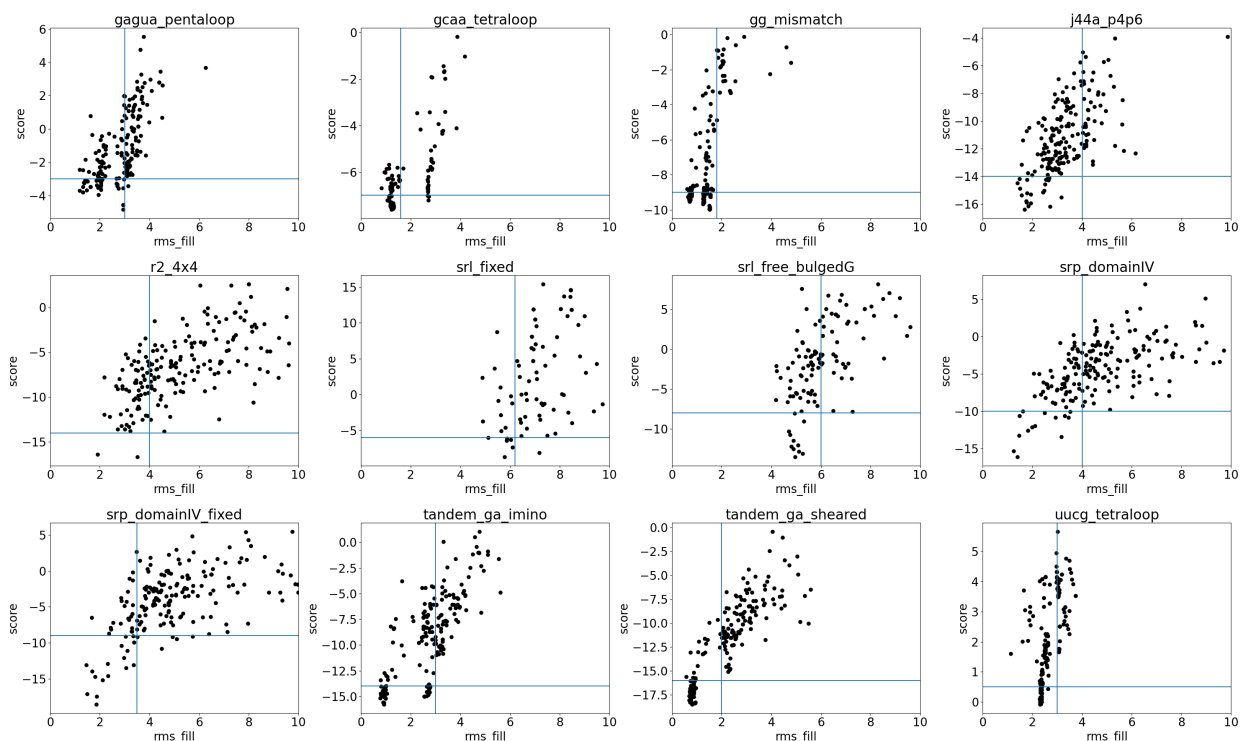 gagua_pentaloop
6
4
2
0
−2
−4
score
0 2 4 6 8 10
rms_fill
gcaa_tetraloop
0
−2
−4
−6
score
0 2 4 6 8 10
rms_fill
gg_mismatch
0
−2
−4
−6
−8
−10
score
0 2 4 6 8 10
rms_fill
j44a_p4p6
−4
−6
−8
−10
−12
−14
−16
score
0 2 4 6 8 10
rms_fill
r2_4x4
0
−5
−10
−15
score
0 2 4 6 8 10
rms_fill
srl_fixed
15
10
5
0
−5
score
0 2 4 6 8 10
rms_fill
srl_free_bulgedG
5
0
−5
−10
score
0 2 4 6 8 10
rms_fill
srp_domainIV
5
0
−5
−10
−15
score
0 2 4 6 8 10
rms_fill
srp_domainIV_fixed
5
0
−5
−10
−15
score
0 2 4 6 8 10
rms_fill
tandem_ga_imino
0.0
−2.5
−5.0
−7.5
−10.0
−12.5
−15.0
score
0 2 4 6 8 10
rms_fill
tandem_ga_sheared
0.0
−2.5
−5.0
−7.5
−10.0
−12.5
−15.0
−17.5
score
0 2 4 6 8 10
rms_fill
uucg_tetraloop
5
4
3
2
1
0
score
0 2 4 6 8 10
rms_fill